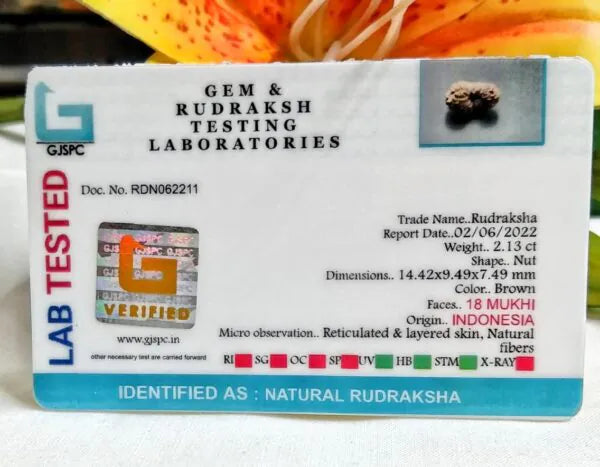 GEM &
RUDRAKSH
TESTING
LABORATORIES
GJSPC
LAB TESTED
Doc. No. RDN062211
Trade Name..Rudraksha
Report Date..02/06/2022
Weight.. 2.13 ct
Shape.. Nut
Dimensions.. 14.42x9.49x7.49 mm
Color.. Brown
Faces.. 18 MUKHI
Origin.. INDONESIA
Micro observation.. Reticulated & layered skin, Natural
fibers
GJSPC GJSPC
VERIFIED
www.gjspc.in
other necessary test are carried forward
RI SG OC SP UV HB STM X-RAY
IDENTIFIED AS : NATURAL RUDRAKSHA